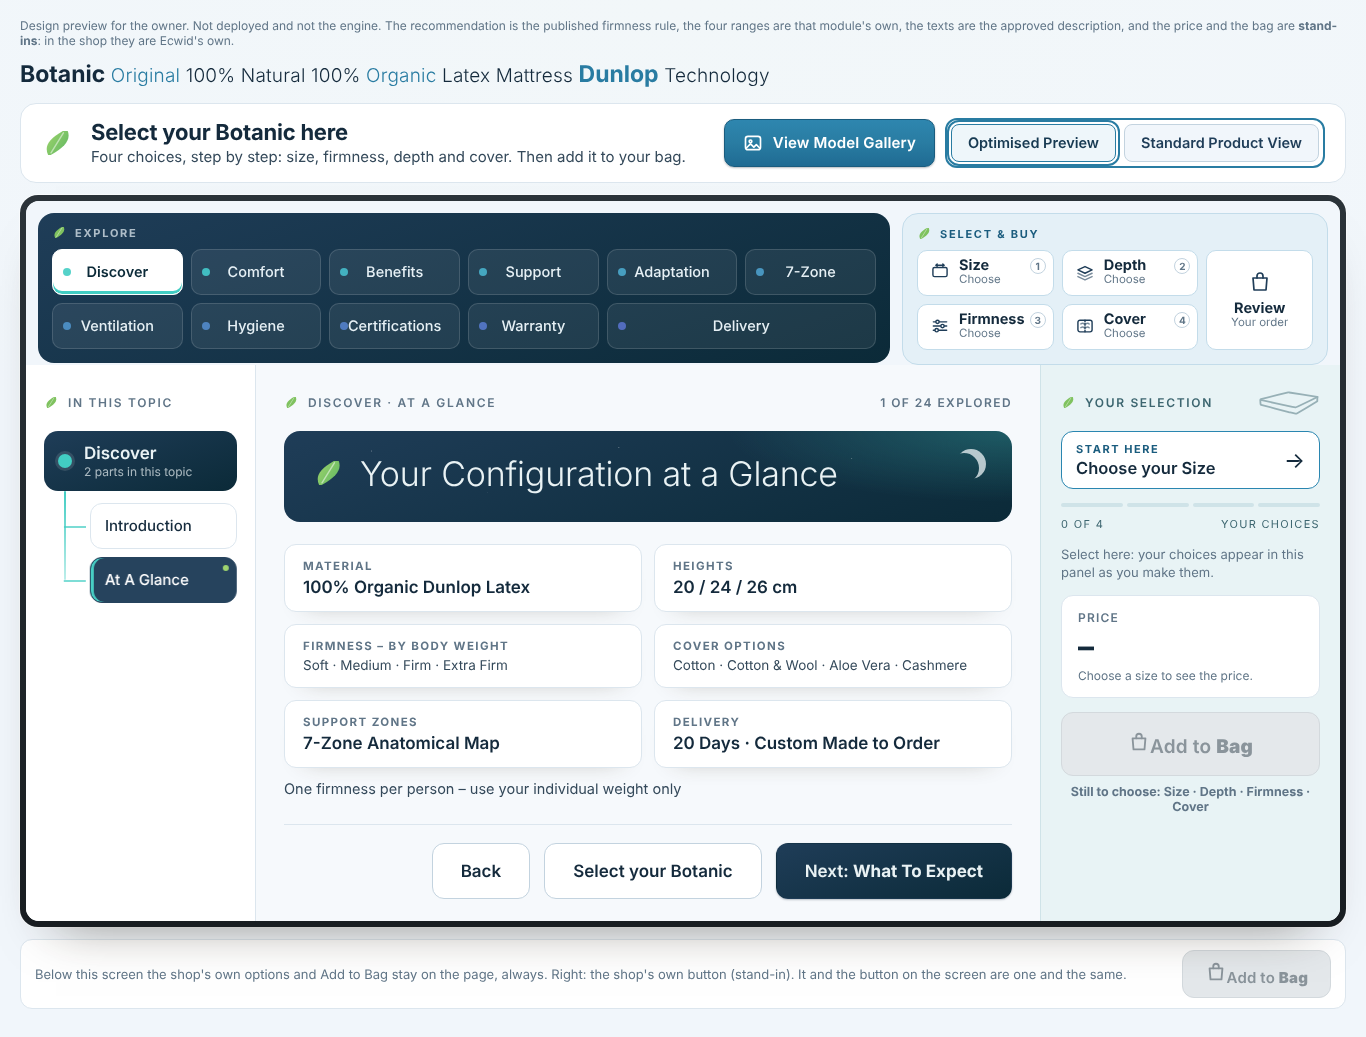 Design preview for the owner. Not deployed and not the engine. The recommendation is the published firmness rule, the four ranges are that module's own, the texts are the approved description, and the price and the bag are stand-
ins: in the shop they are Ecwid's own.
Botanic Original 100% Natural 100% Organic Latex Mattress Dunlop Technology
Select your Botanic here
Four choices, step by step: size, firmness, depth and cover. Then add it to your bag.
View Model Gallery
Optimised Preview
Standard Product View
EXPLORE
Discover
Comfort
Benefits
Support
Adaptation
7-Zone
Ventilation
Hygiene
Certifications
Warranty
Delivery
SELECT & BUY
Size
Choose
1
Depth
Choose
2
Firmness
Choose
3
Cover
Choose
4
Review
Your order
IN THIS TOPIC
Discover
2 parts in this topic
Introduction
At A Glance
DISCOVER · AT A GLANCE
1 OF 24 EXPLORED
Your Configuration at a Glance
MATERIAL
100% Organic Dunlop Latex
HEIGHTS
20 / 24 / 26 cm
FIRMNESS – BY BODY WEIGHT
Soft · Medium · Firm · Extra Firm
COVER OPTIONS
Cotton · Cotton & Wool · Aloe Vera · Cashmere
SUPPORT ZONES
7-Zone Anatomical Map
DELIVERY
20 Days · Custom Made to Order
One firmness per person – use your individual weight only
Back
Select your Botanic
Next: What To Expect
YOUR SELECTION
START HERE
Choose your Size
0 OF 4
YOUR CHOICES
Select here: your choices appear in this
panel as you make them.
PRICE
–
Choose a size to see the price.
Add to Bag
Still to choose: Size · Depth · Firmness ·
Cover
Below this screen the shop's own options and Add to Bag stay on the page, always. Right: the shop's own button (stand-in). It and the button on the screen are one and the same.
Add to Bag